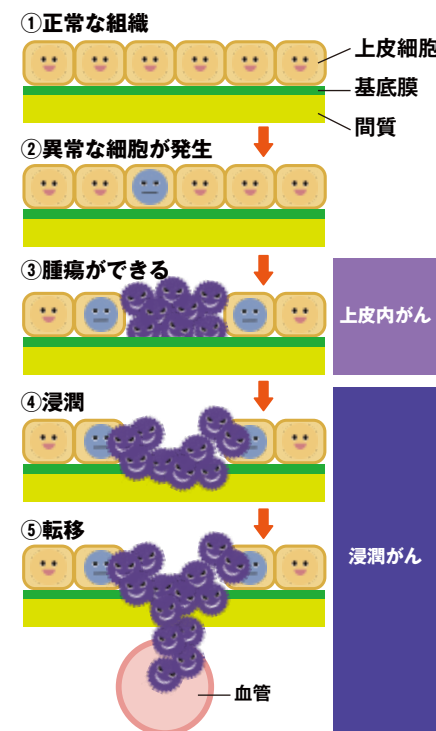 ①正常な組織
上皮細胞
基底膜
間質
②異常な細胞が発生
③腫瘍ができる
上皮内がん
④浸潤
⑤転移
浸潤がん
血管